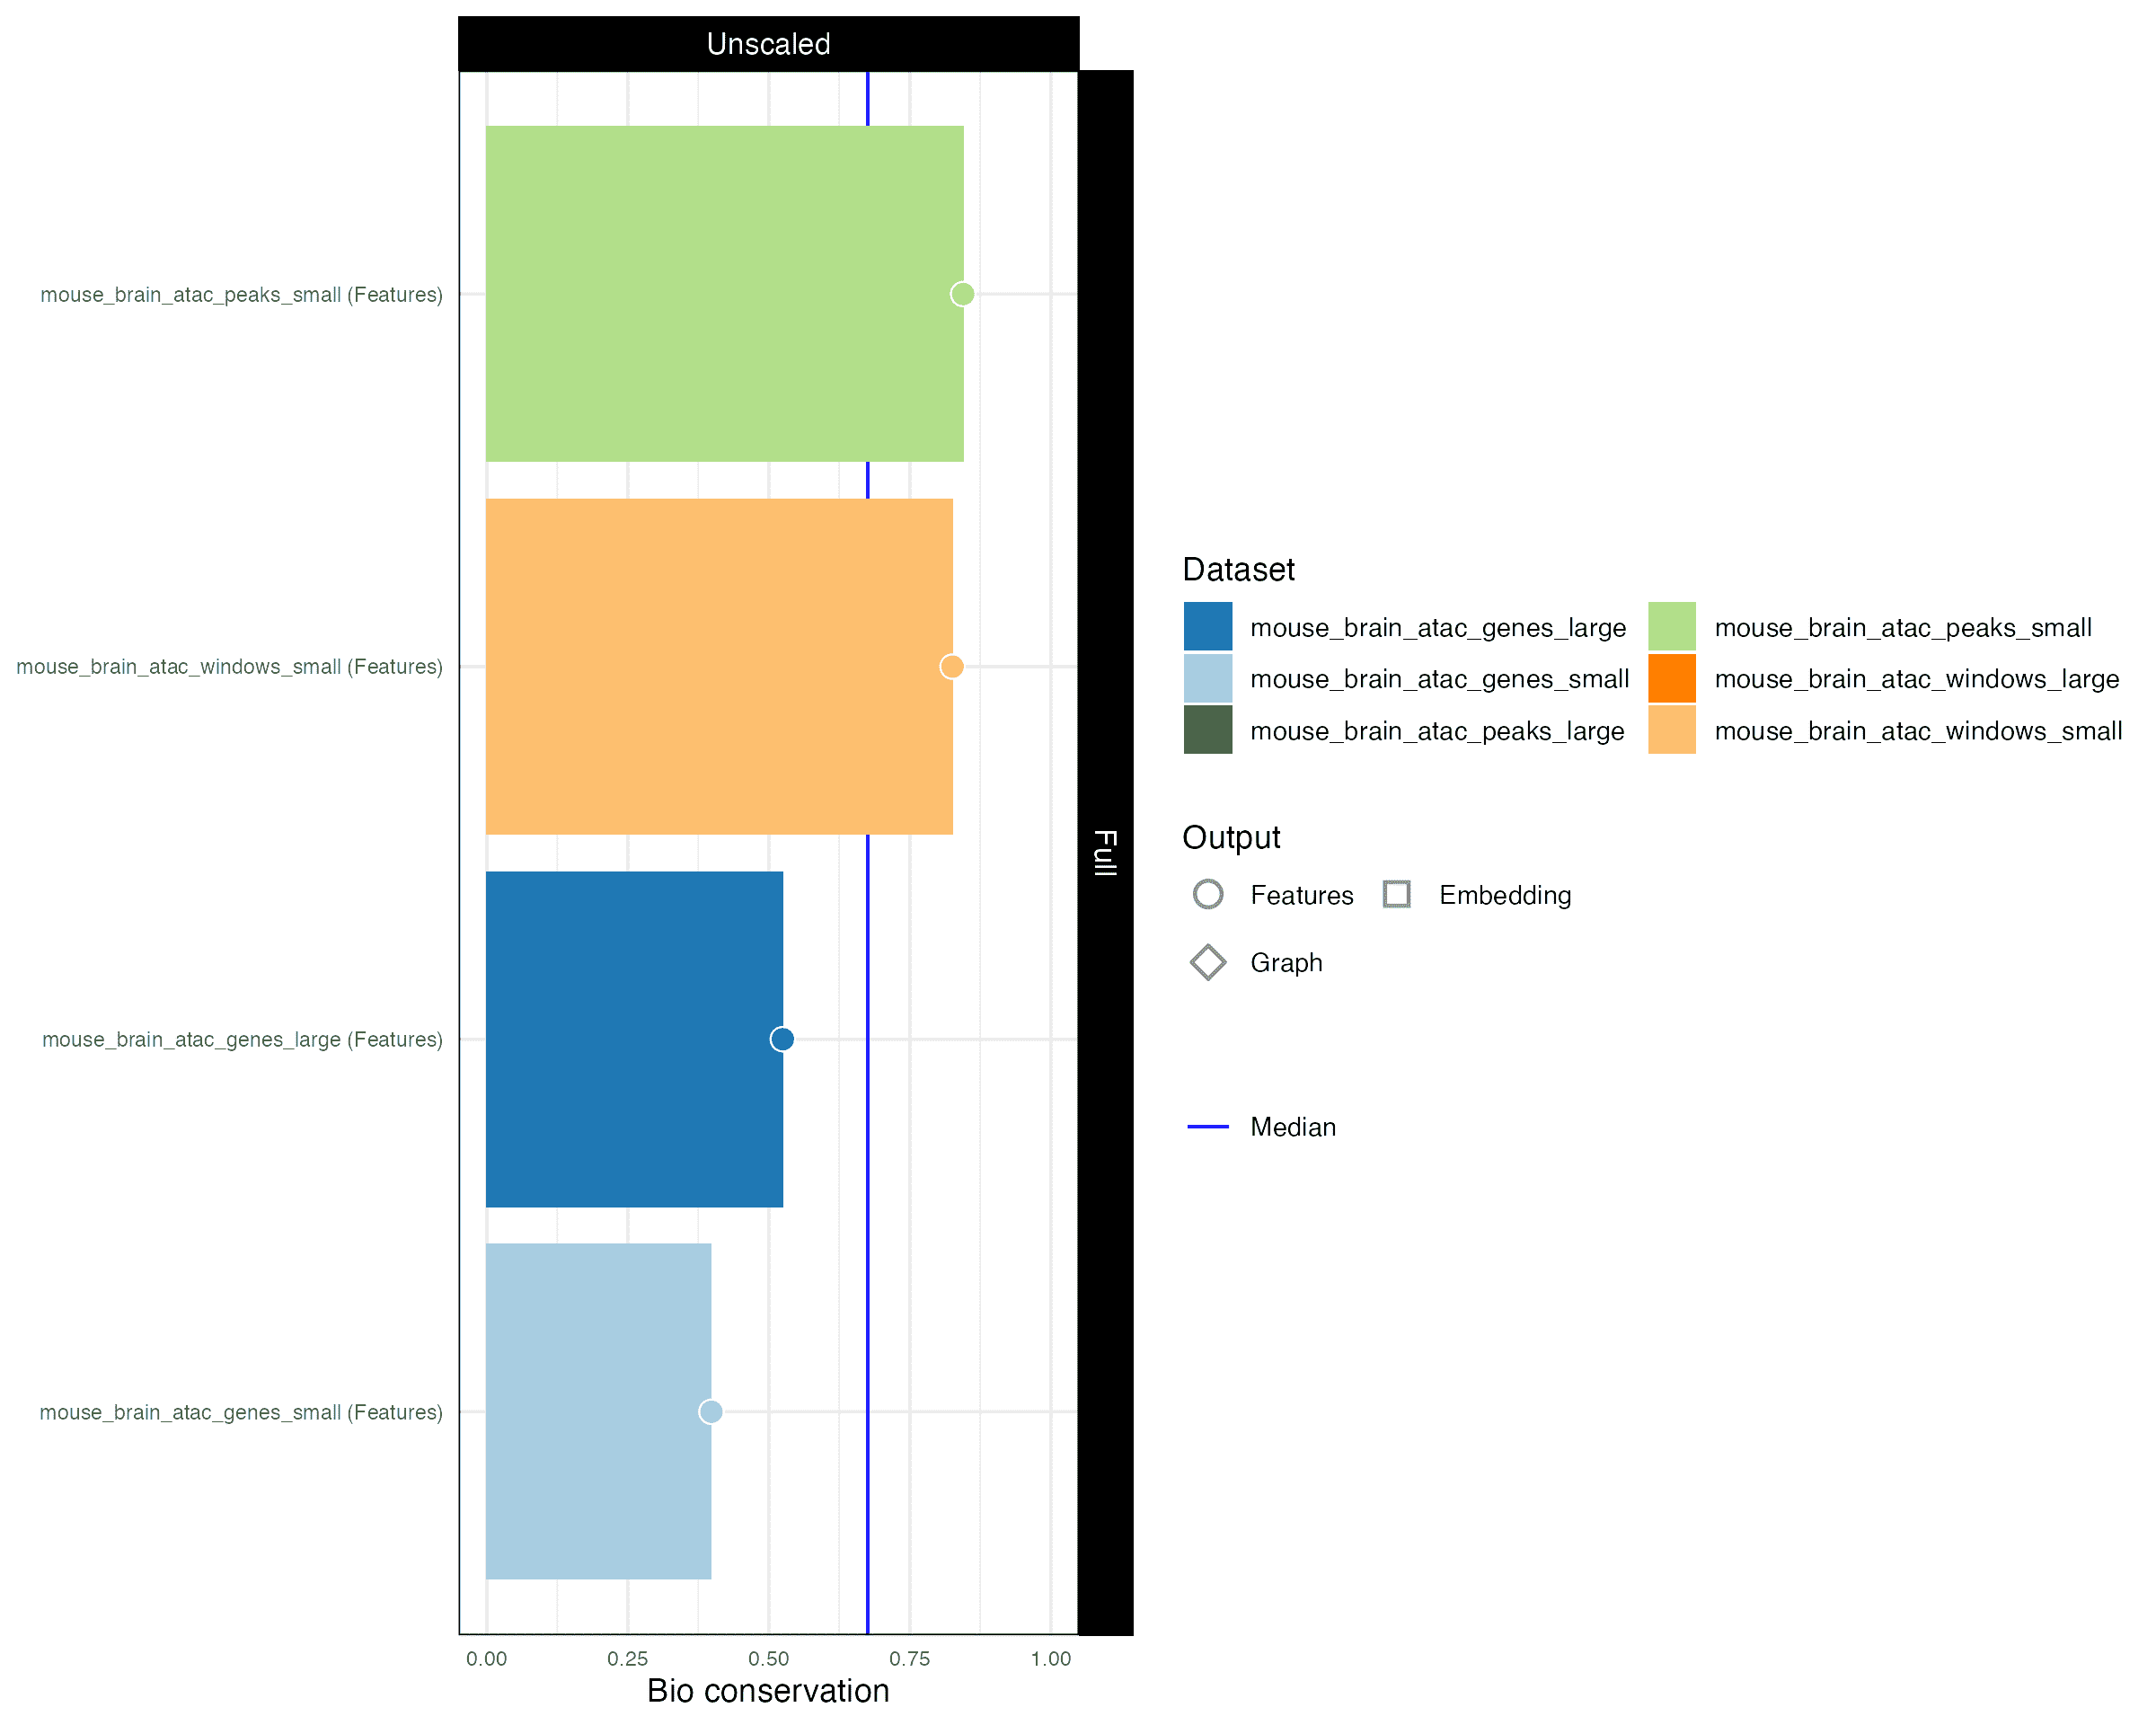 Unscaled
Full
mouse_brain_atac_peaks_small (Features)
mouse_brain_atac_windows_small (Features)
mouse_brain_atac_genes_large (Features)
mouse_brain_atac_genes_small (Features)
0.00 0.25 0.50 0.75 1.00
Bio conservation
Dataset
mouse_brain_atac_genes_large mouse_brain_atac_peaks_small
mouse_brain_atac_genes_small mouse_brain_atac_windows_large
mouse_brain_atac_peaks_large mouse_brain_atac_windows_small
Output
Features Embedding
Graph
Median